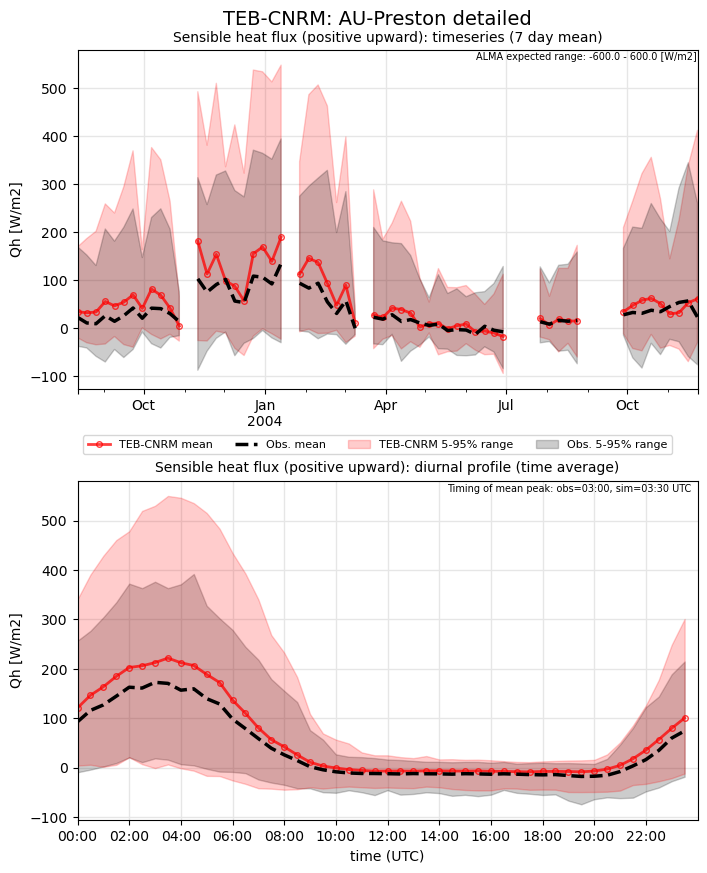 TEB-CNRM: AU-Preston detailed
Sensible heat flux (positive upward): timeseries (7 day mean)
ALMA expected range: -600.0 - 600.0 [W/m2]
Qh [W/m2]
500
400
300
200
100
0
−100
Oct
Jan
2004
Apr
Jul
Oct
TEB-CNRM mean
Obs. mean
TEB-CNRM 5-95% range
Obs. 5-95% range
Sensible heat flux (positive upward): diurnal profile (time average)
Timing of mean peak: obs=03:00, sim=03:30 UTC
Qh [W/m2]
500
400
300
200
100
0
−100
00:00
02:00
04:00
06:00
08:00
10:00
12:00
14:00
16:00
18:00
20:00
22:00
time (UTC)